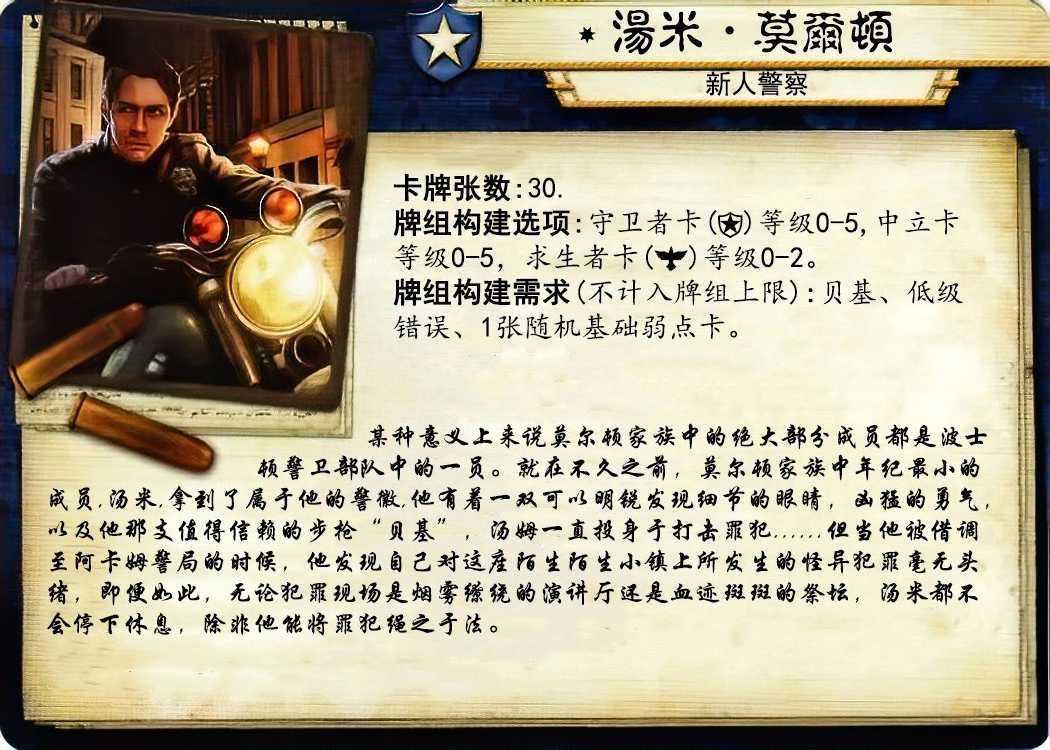 湯米·莫爾頓
新人警察
卡牌张数:30.
牌组构建选项:守卫者卡()等级0-5,中立卡
等级0-5, 求生者卡()等级0-2。
牌组构建需求(不计入牌组上限):贝基、低级
错误、1张随机基础弱点卡。
某种意义上来说莫尔顿家族中的绝大部分成员都是波士
顿警卫部队中的一员。就在不久之前，莫尔顿家族中年纪最小的
成员,汤米,拿到了属于他的警徽,他有着一双可以明锐发现细节的眼睛，凶猛的勇气,
以及他那支值得信赖的步枪“贝基”，汤姆一直投身于打击罪犯......但当他被借调
至阿卡姆警局的时候，他发现自己对这座陌生陌生小镇上所发生的怪异犯罪毫无头
绪，即便如此，无论犯罪现场是烟雾缭绕的演讲厅还是血迹斑斑的祭坛，汤米都不
会停下休息，除非他能将罪犯绳之于法。